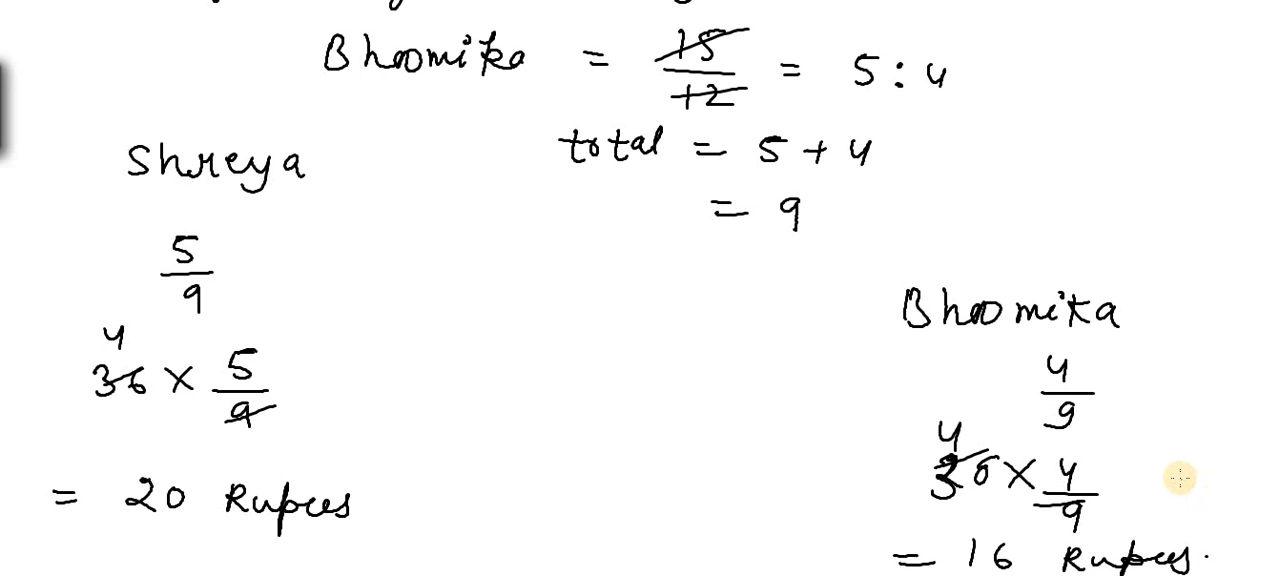 Bhoomika = 15/12 = 5 : 4
total = 5 + 4
= 9
Shreya
5/9
4
36 × 5/9
= 20 Rupees
Bhoomika
4/9
4
36 × 4/9
= 16 Rupees.